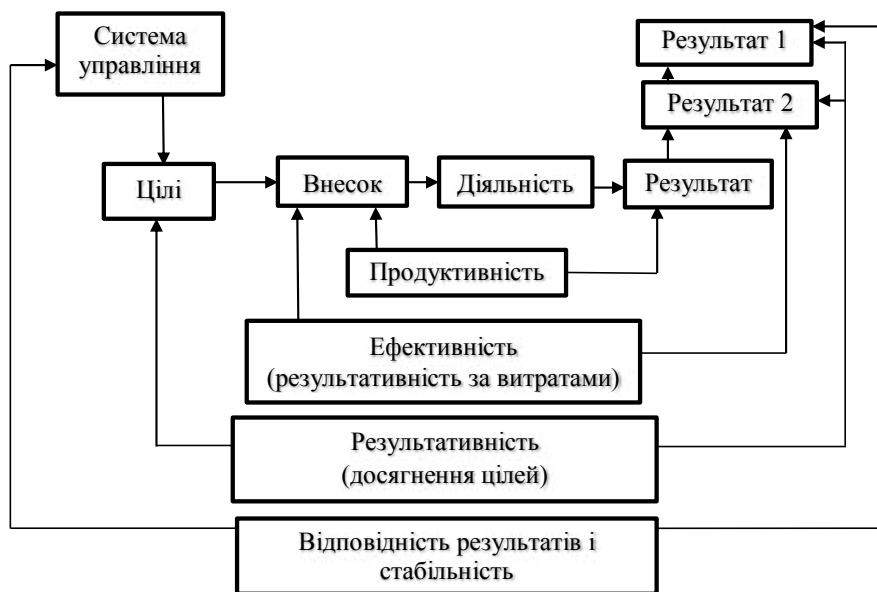 Система
управління
Результат 1
Результат 2
Цілі
Внесок
Діяльність
Результат
Продуктивність
Ефективність
(результативність за витратами)
Результативність
(досягнення цілей)
Відповідність результатів і
стабільність